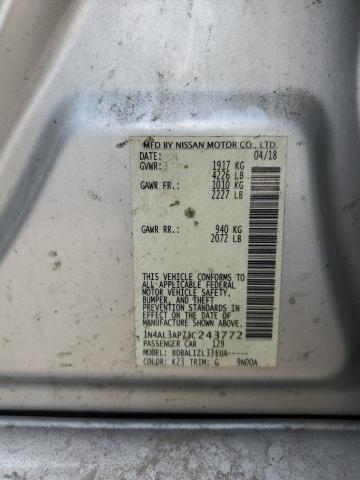 MFD BY NISSAN MOTOR CO., LTD.
DATE: 04/18
GVWR: 1917 KG
4226 LB
GAWR FR.: 1010 KG
2227 LB
GAWR RR.: 940 KG
2072 LB
THIS VEHICLE CONFORMS TO
ALL APPLICABLE FEDERAL
MOTOR VEHICLE SAFETY,
BUMPER, AND THEFT
PREVENTION STANDARDS IN
EFFECT ON THE DATE OF
MANUFACTURE SHOWN ABOVE.
1N4AL3AP7JC243772
PASSENGER CAR 129
MODEL: BDBALIZL33EUA-----
COLOR: K23 TRIM: G 9N00A